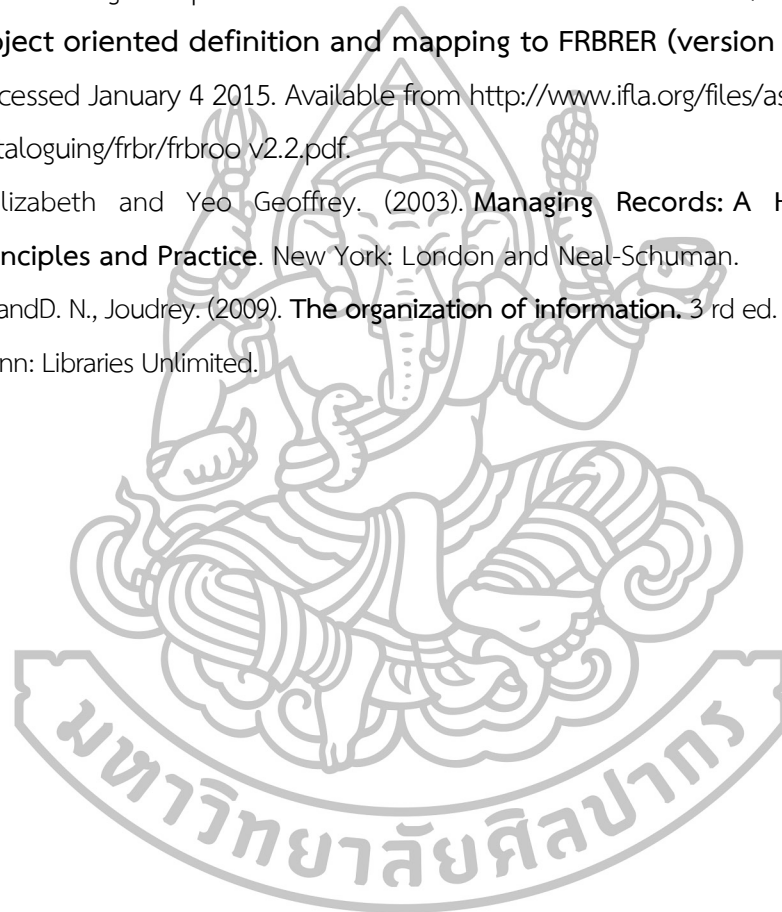 ject oriented definition and mapping to FRBRER (version
cessed January 4 2015. Available from http://www.ifla.org/files/as
taloguing/frbr/frbroo v2.2.pdf.
lizabeth and Yeo Geoffrey. (2003). Managing Records: A H
nciples and Practice. New York: London and Neal-Schuman.
andD. N., Joudrey. (2009). The organization of information. 3 rd ed.
nn: Libraries Unlimited.
มหาวิทยาลัยศิลปากร